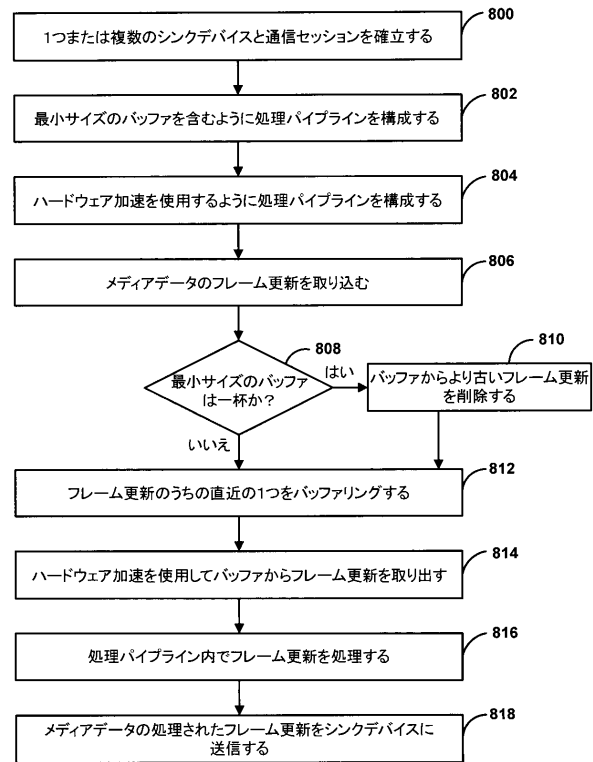 800
1つまたは複数のシンクデバイスと通信セッションを確立する
802
最小サイズのバッファを含むように処理パイプラインを構成する
804
ハードウェア加速を使用するように処理パイプラインを構成する
806
メディアデータのフレーム更新を取り込む
808
最小サイズのバッファ
は一杯か?
はい
810
バッファからより古いフレーム更新
を削除する
いいえ
812
フレーム更新のうちの直近の1つをバッファリングする
814
ハードウェア加速を使用してバッファからフレーム更新を取り出す
816
処理パイプライン内でフレーム更新を処理する
818
メディアデータの処理されたフレーム更新をシンクデバイスに
送信する